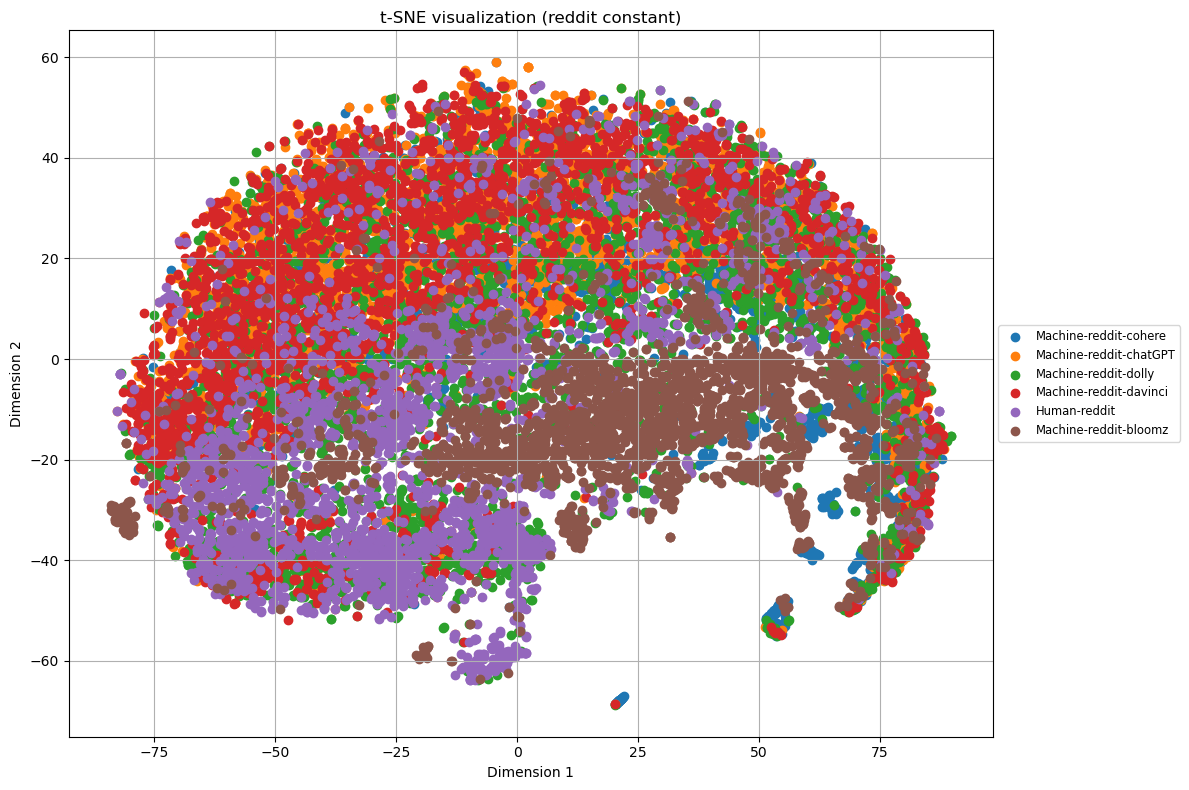 t-SNE visualization (reddit constant)
Dimension 2
60
40
20
0
−20
−40
−60
−75
−50
−25
0
25
50
75
Dimension 1
Machine-reddit-cohere
Machine-reddit-chatGPT
Machine-reddit-dolly
Machine-reddit-davinci
Human-reddit
Machine-reddit-bloomz